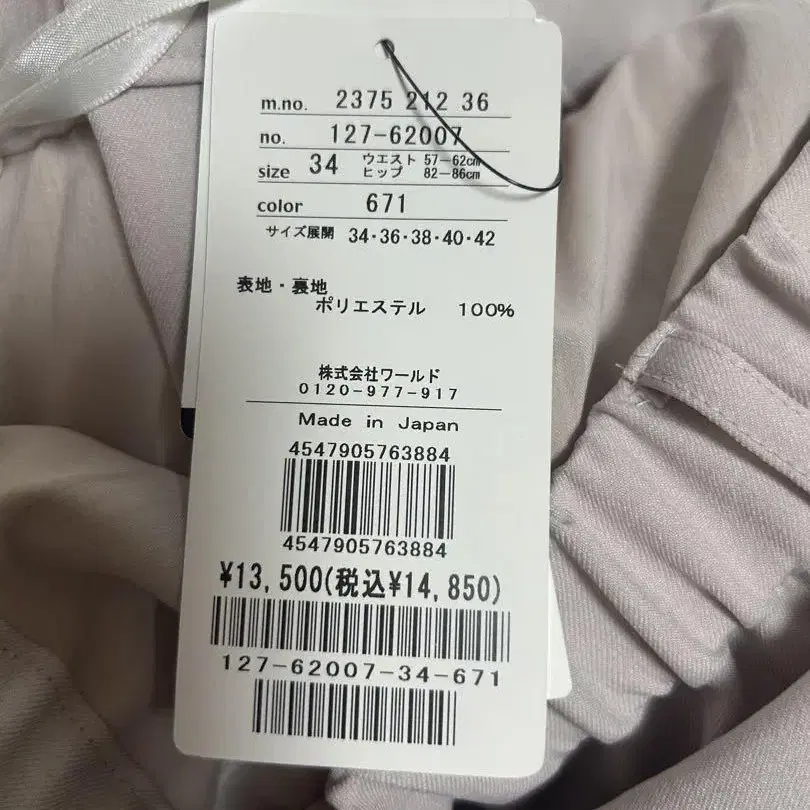 m.no. 2375 212 36
no. 127-62007
size 34 ウエスト 57-62cm
ヒップ 82-86cm
color 671
サイズ展開 34・36・38・40・42
表地・裏地
ポリエステル 100%
株式会社ワールド
0120-977-917
Made in Japan
4547905763884
4547905763884
¥13,500(税込¥14,850)
127-62007-34-671